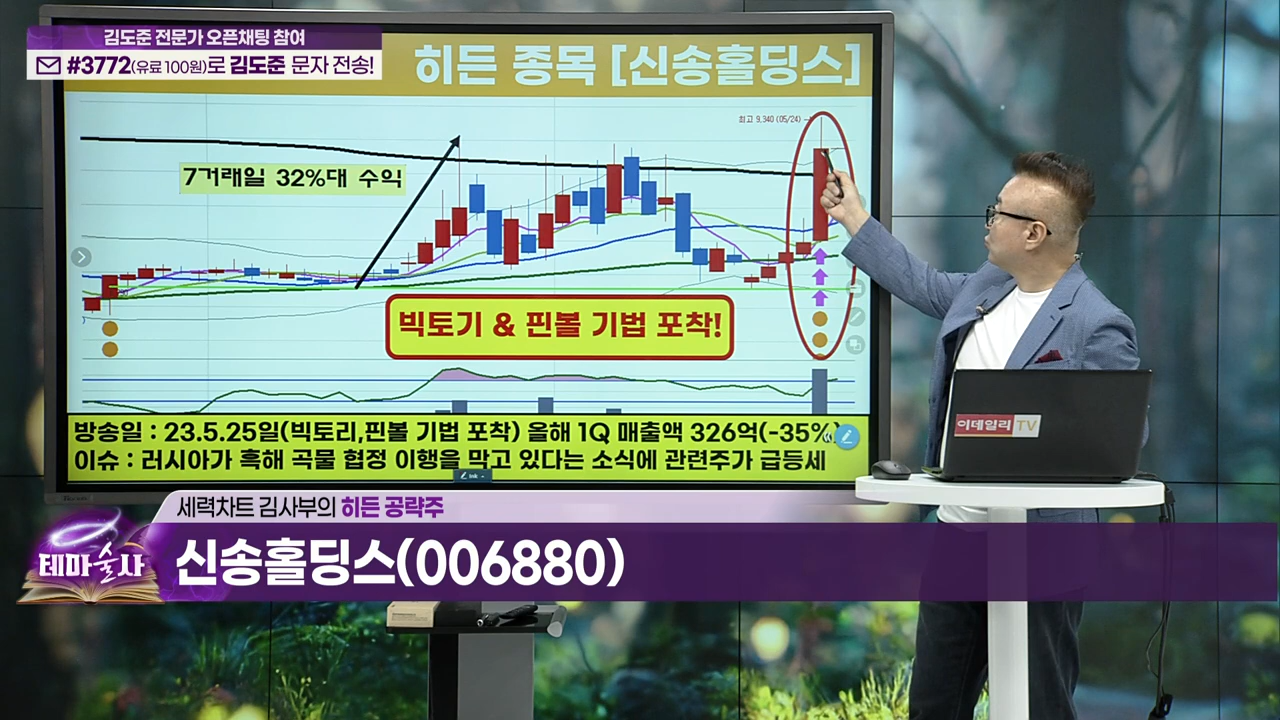 김도준 전문가 오픈채팅 참여
#3772(유료 100원)로 김도준 문자 전송!
히든 종목 [신송홀딩스]
최고 9,340 (05/24)
7거래일 32%대 수익
빅토기 & 핀볼 기법 포착!
방송일 : 23.5.25일(빅토리,핀볼 기법 포착) 올해 1Q 매출액 326억(-35%)
이슈 : 러시아가 흑해 곡물 협정 이행을 막고 있다는 소식에 관련주가 급등세
Ink
이데일리 TV
세력차트 김사부의 히든 공략주
테마술사
신송홀딩스(006880)